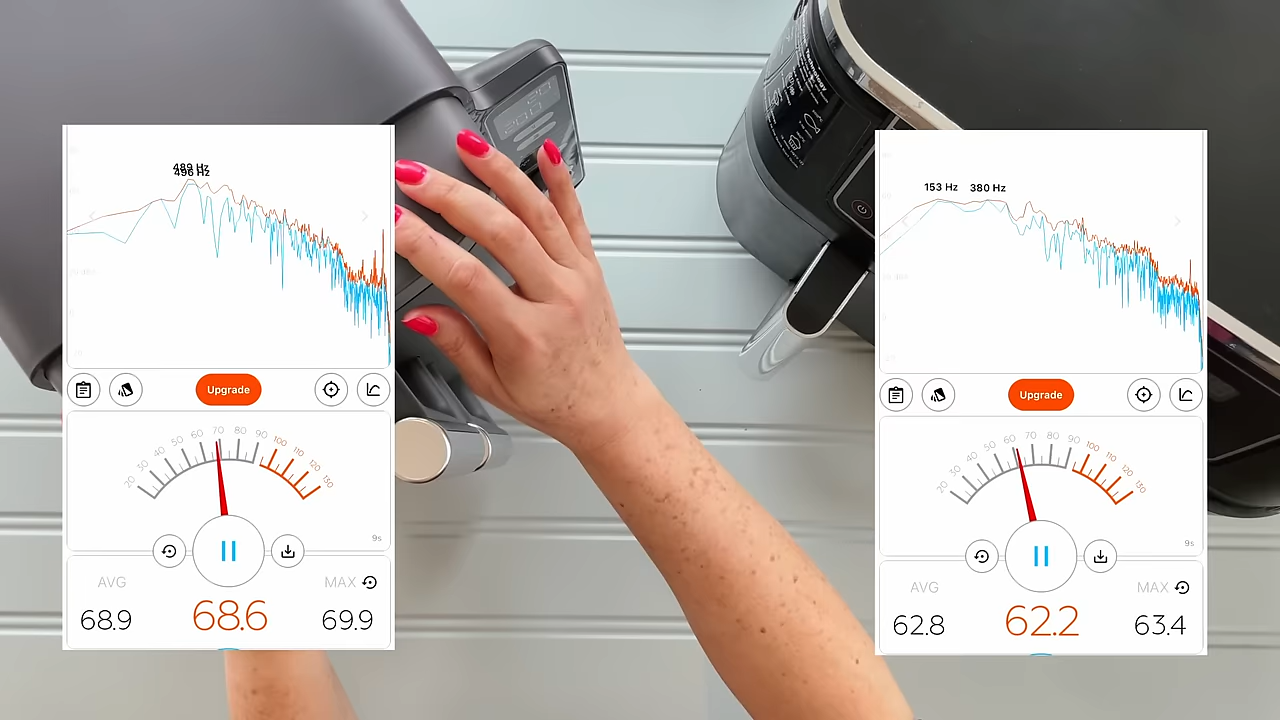 489 Hz
496 Hz
Upgrade
20 30 40 50 60 70 80 90 100 110 120 130
9s
AVG
MAX
68.9
68.6
69.9
153 Hz 380 Hz
Upgrade
20 30 40 50 60 70 80 90 100 110 120 130
9s
AVG
MAX
62.8
62.2
63.4